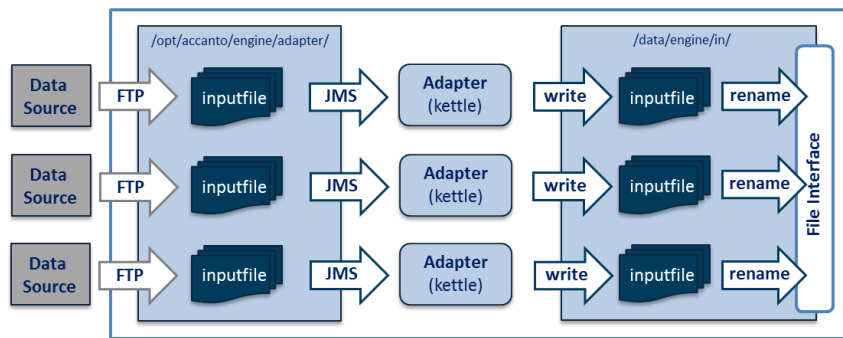 /opt/accanto/engine/adapter/
/data/engine/in/
Data
Source
FTP
inputfile
JMS
Adapter
(kettle)
write
inputfile
rename
Data
Source
FTP
inputfile
JMS
Adapter
(kettle)
write
inputfile
rename
Data
Source
FTP
inputfile
JMS
Adapter
(kettle)
write
inputfile
rename
File Interface